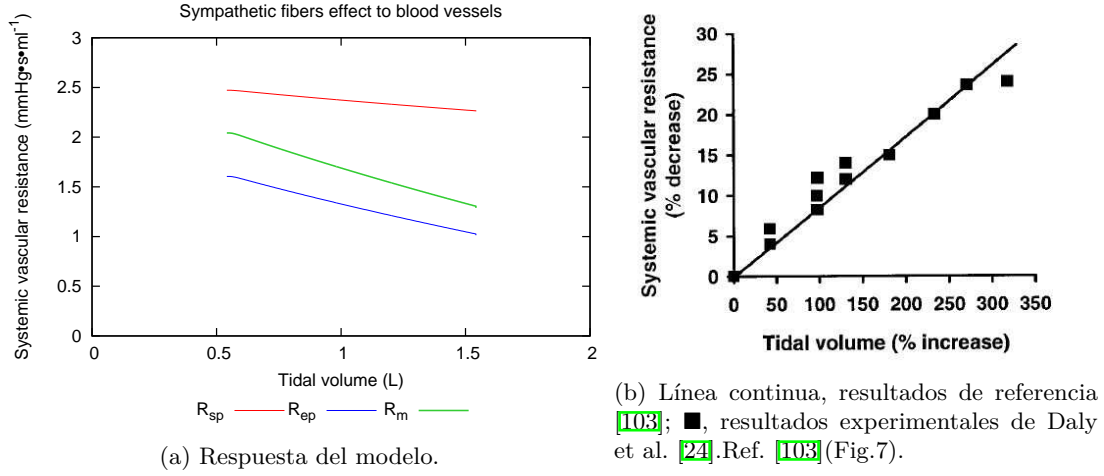 Sympathetic fibers effect to blood vessels
Systemic vascular resistance (mmHg•s•ml⁻¹)
3
2.5
2
1.5
1
0.5
0
0 0.5 1 1.5 2
Tidal volume (L)
Rsp Rep Rm
(a) Respuesta del modelo.
Systemic vascular resistance
(% decrease)
30
25
20
15
10
5
0
0 50 100 150 200 250 300 350
Tidal volume (% increase)
(b) Línea continua, resultados de referencia
[103]; ■, resultados experimentales de Daly
et al. [24].Ref. [103](Fig.7).